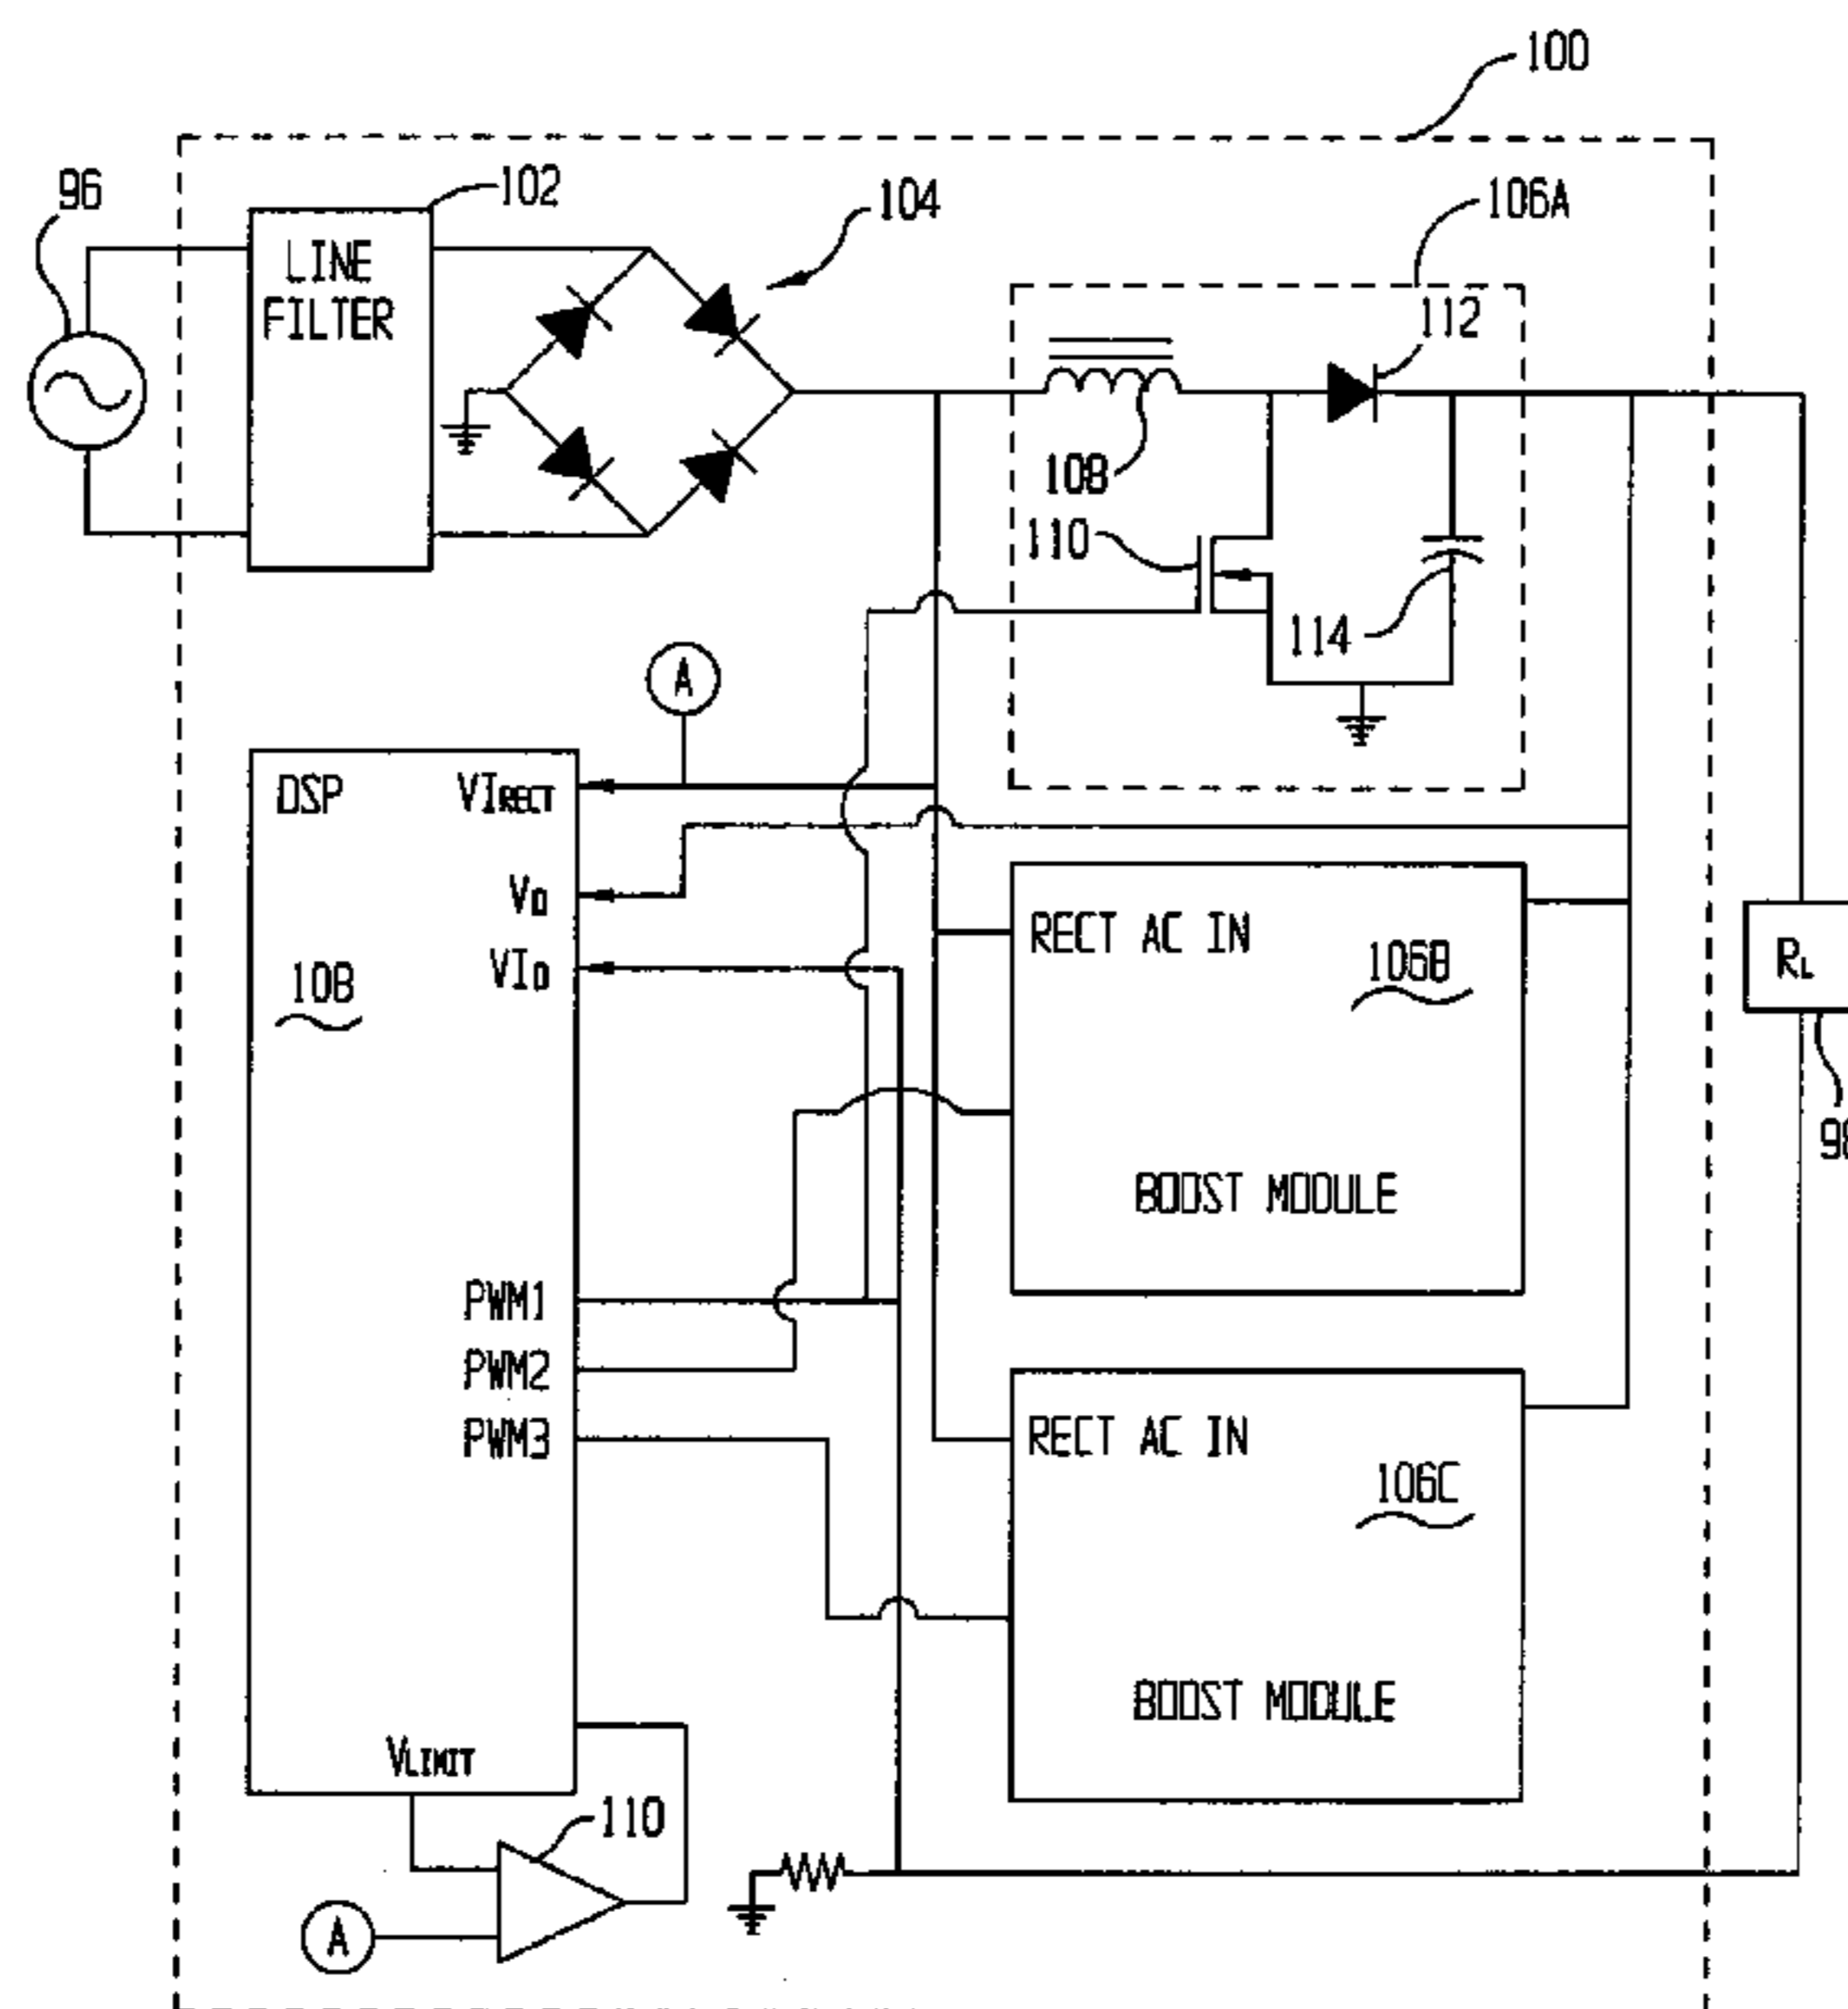 100
96
102
104
106A
LINE
FILTER
112
108
110
114
A
DSP
VIRECT
VO
VIO
108
RECT AC IN
106B
RL
BOOST MODULE
PWM1
PWM2
PWM3
RECT AC IN
106C
BOOST MODULE
VLIMIT
110
A